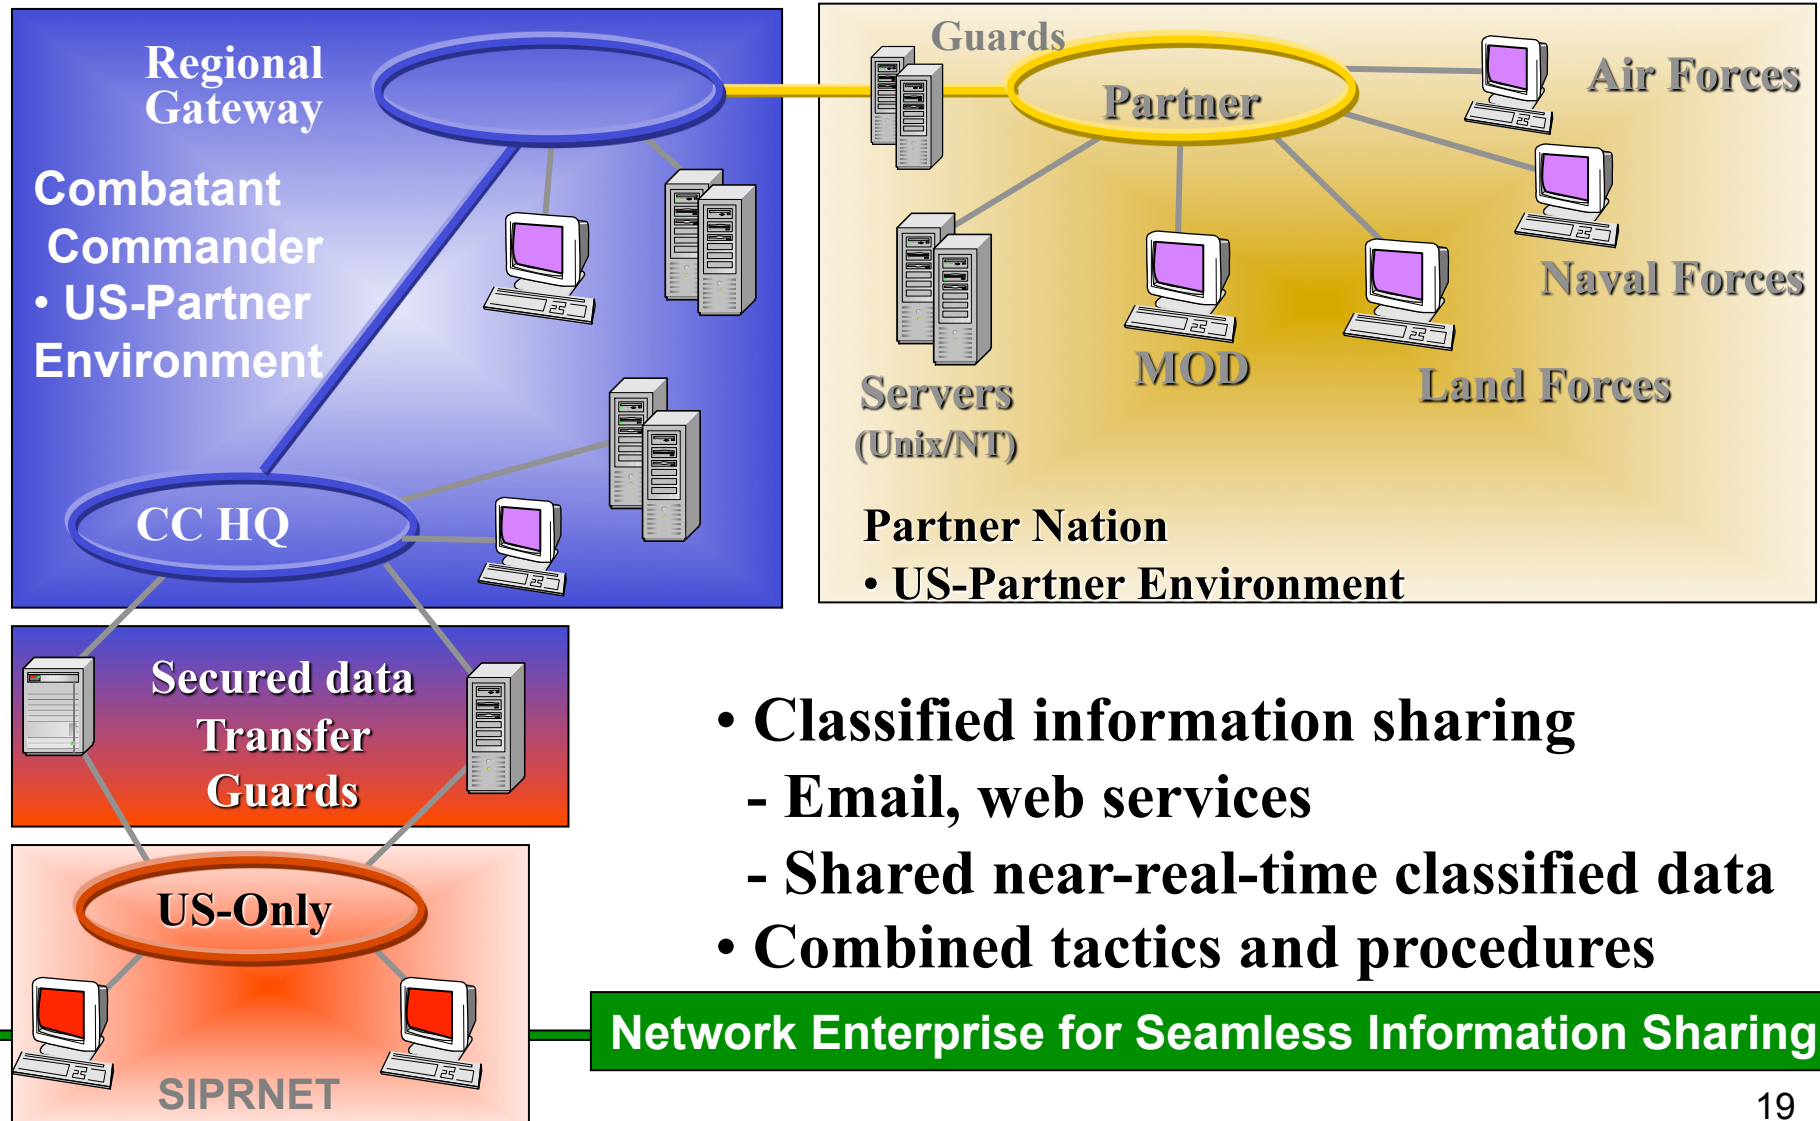 Regional
Gateway
Combatant
Commander
• US-Partner
Environment
CC HQ
Guards
Partner
Air Forces
Naval Forces
Land Forces
MOD
Servers
(Unix/NT)
Partner Nation
• US-Partner Environment
Secured data
Transfer
Guards
US-Only
SIPRNET
• Classified information sharing
- Email, web services
- Shared near-real-time classified data
• Combined tactics and procedures
Network Enterprise for Seamless Information Sharing
19